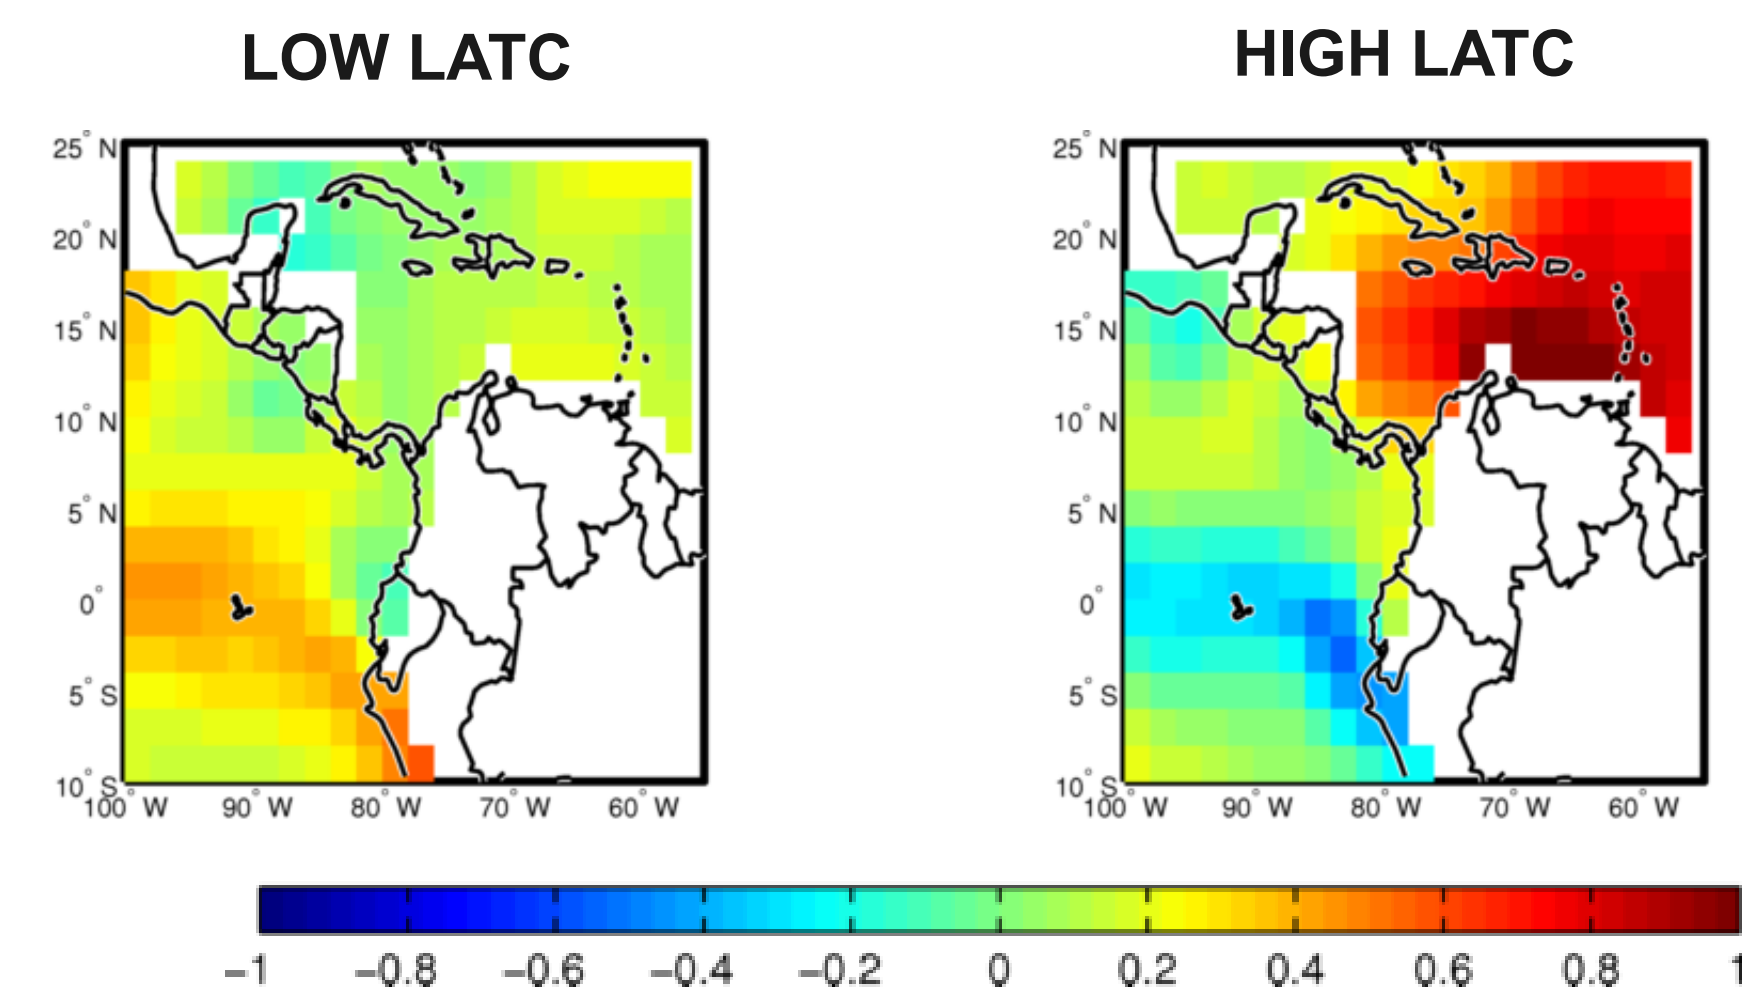 LOW LATC
HIGH LATC
25° N
20° N
15° N
10° N
5° N
0°
5° S
10° S
100° W 90° W 80° W 70° W 60° W
25° N
20° N
15° N
10° N
5° N
0°
5° S
10° S
100° W 90° W 80° W 70° W 60° W
−1 −0.8 −0.6 −0.4 −0.2 0 0.2 0.4 0.6 0.8 1